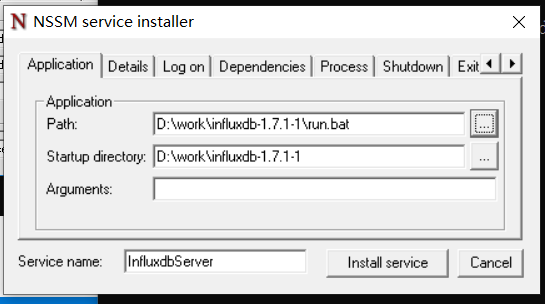 NSSM service installer
Application Details Log on Dependencies Process Shutdown Exit
Application
Path: D:\work\influxdb-1.7.1-1\run.bat ...
Startup directory: D:\work\influxdb-1.7.1-1 ...
Arguments:
Service name: InfluxdbServer Install service Cancel